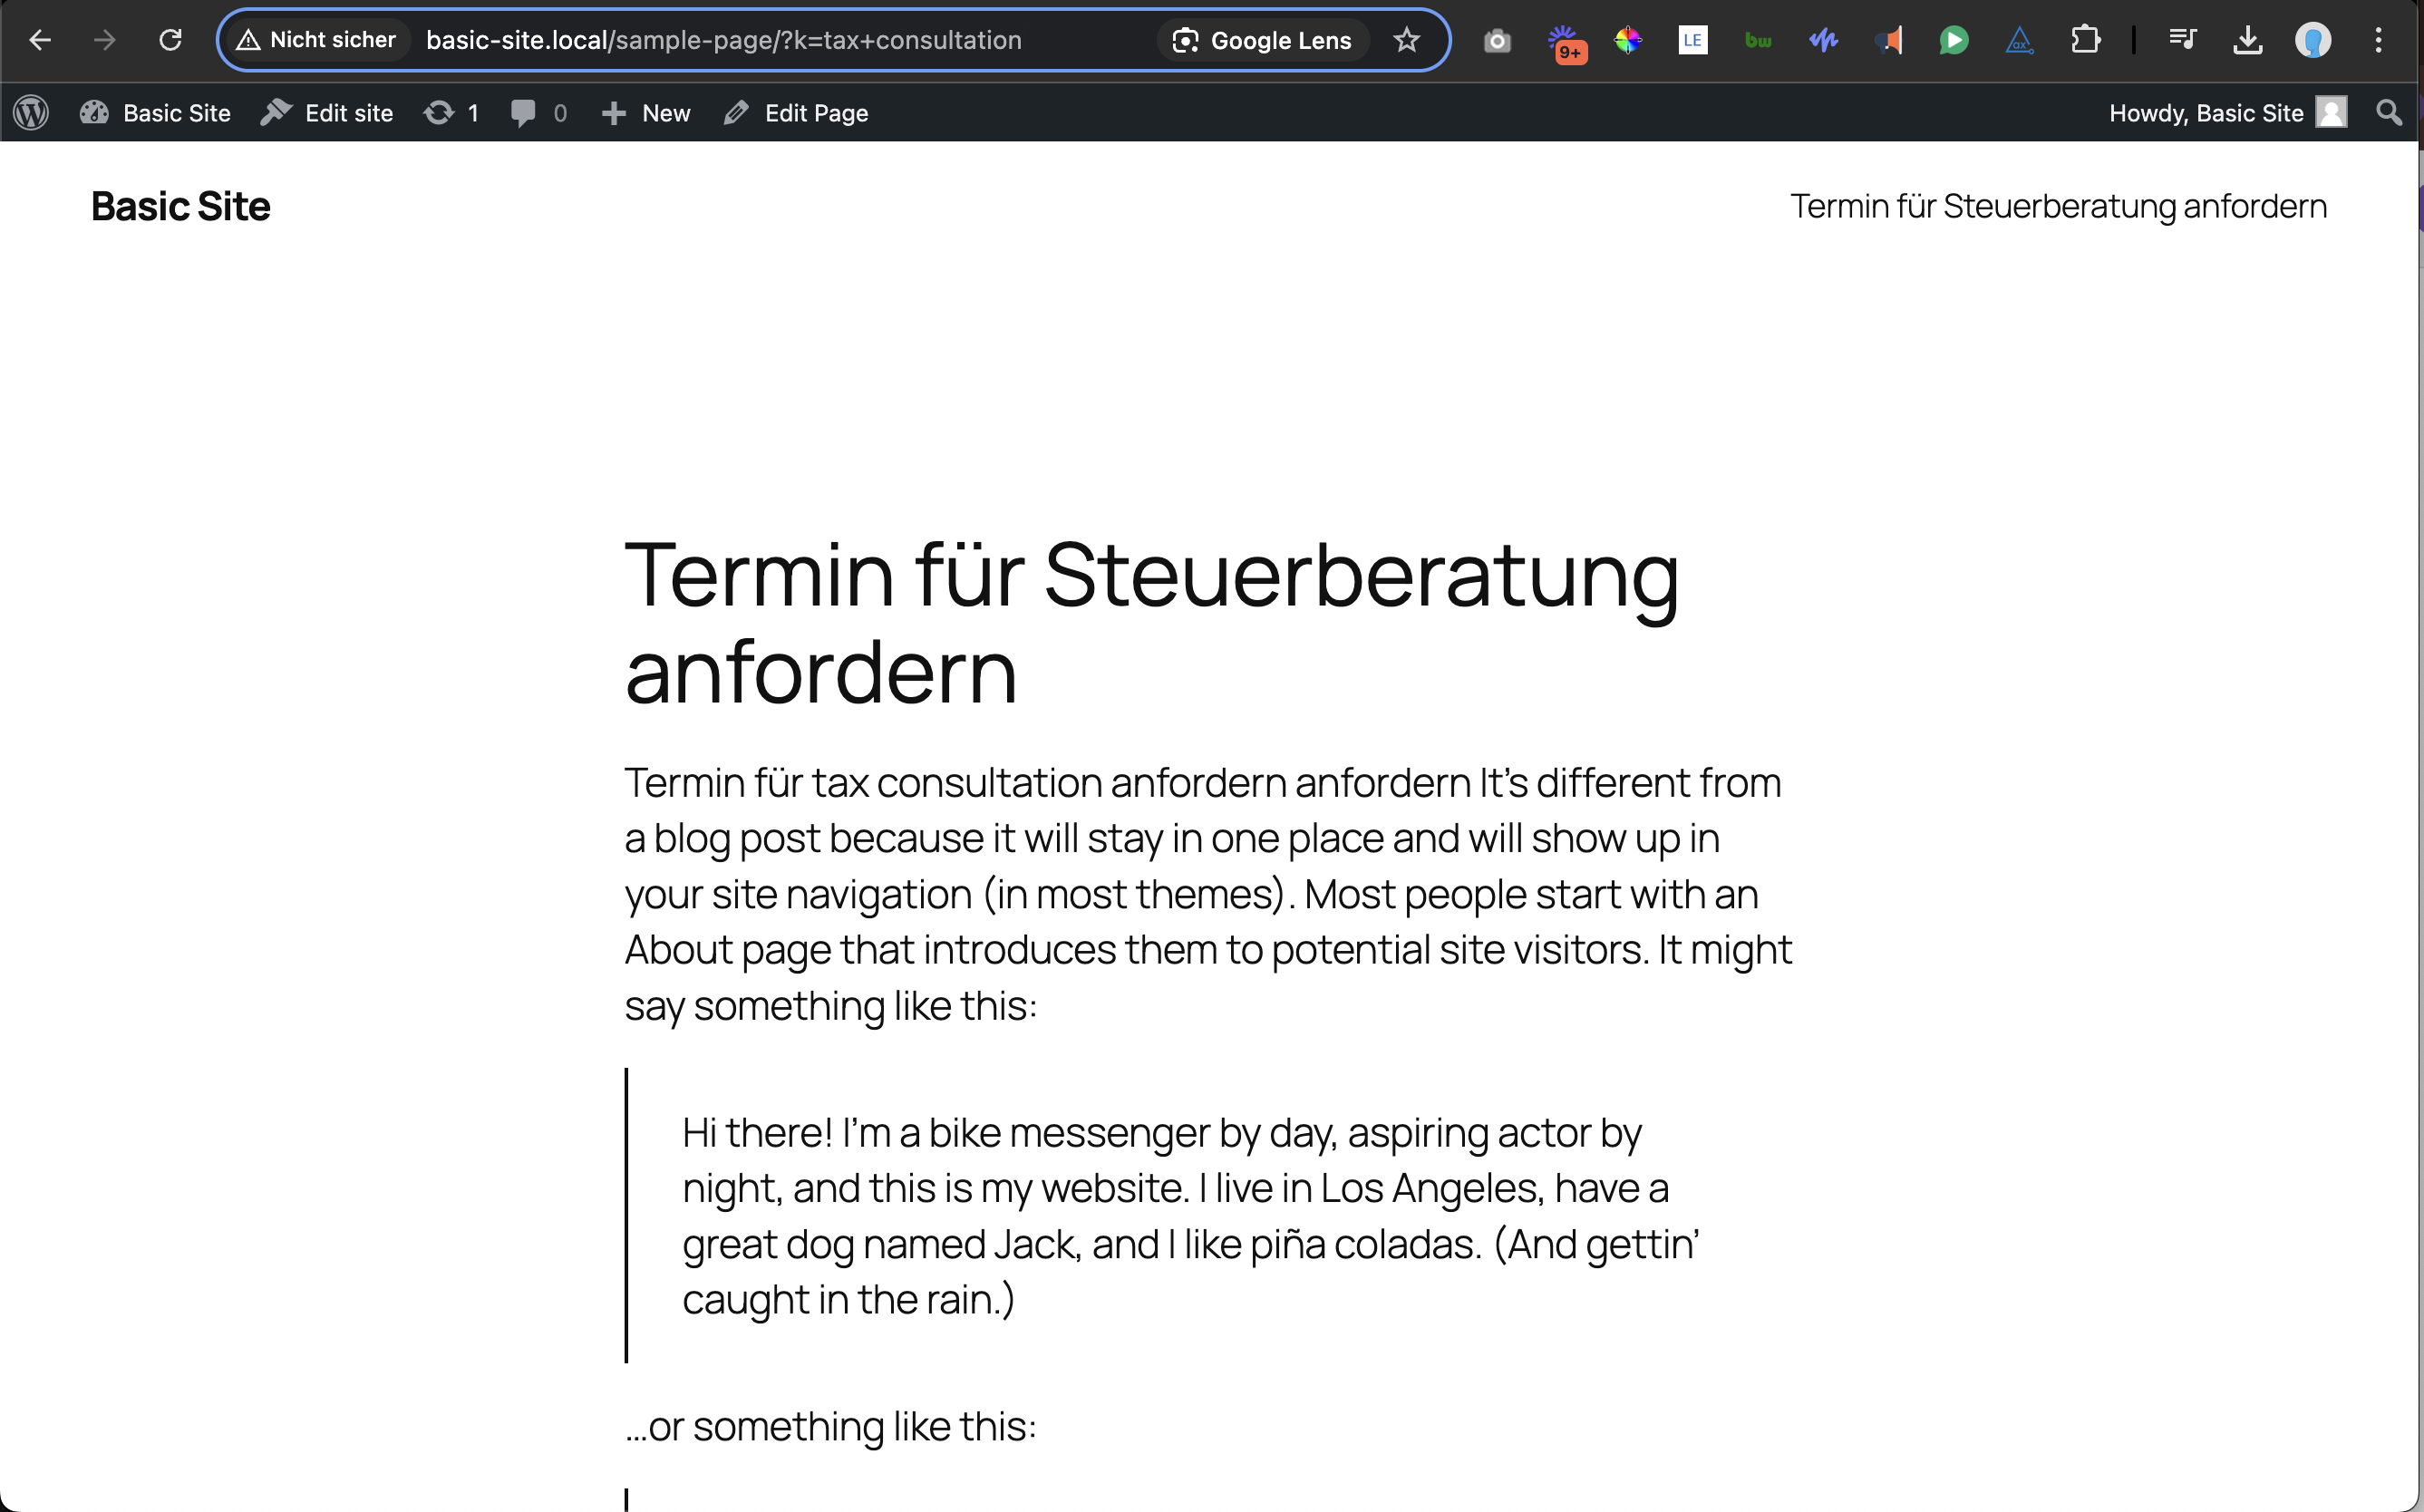 Nicht sicher
basic-site.local/sample-page/?k=tax+consultation
Google Lens
9+
LE
bw
ax
Basic Site
Edit site
1
0
New
Edit Page
Howdy, Basic Site
Basic Site
Termin für Steuerberatung anfordern
Termin für Steuerberatung
anfordern
Termin für tax consultation anfordern anfordern It’s different from
a blog post because it will stay in one place and will show up in
your site navigation (in most themes). Most people start with an
About page that introduces them to potential site visitors. It might
say something like this:
Hi there! I’m a bike messenger by day, aspiring actor by
night, and this is my website. I live in Los Angeles, have a
great dog named Jack, and I like piña coladas. (And gettin’
caught in the rain.)
…or something like this: